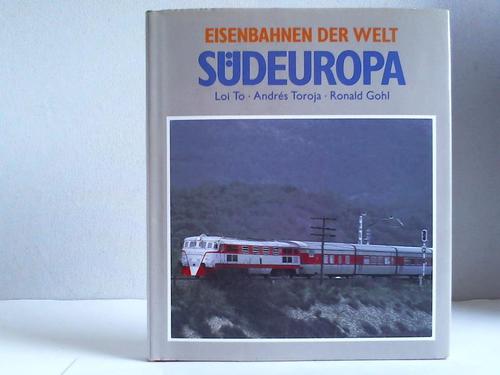 EISENBAHNEN DER WELT
SÜDEUROPA
Loi To · Andrés Toroja · Ronald Gohl